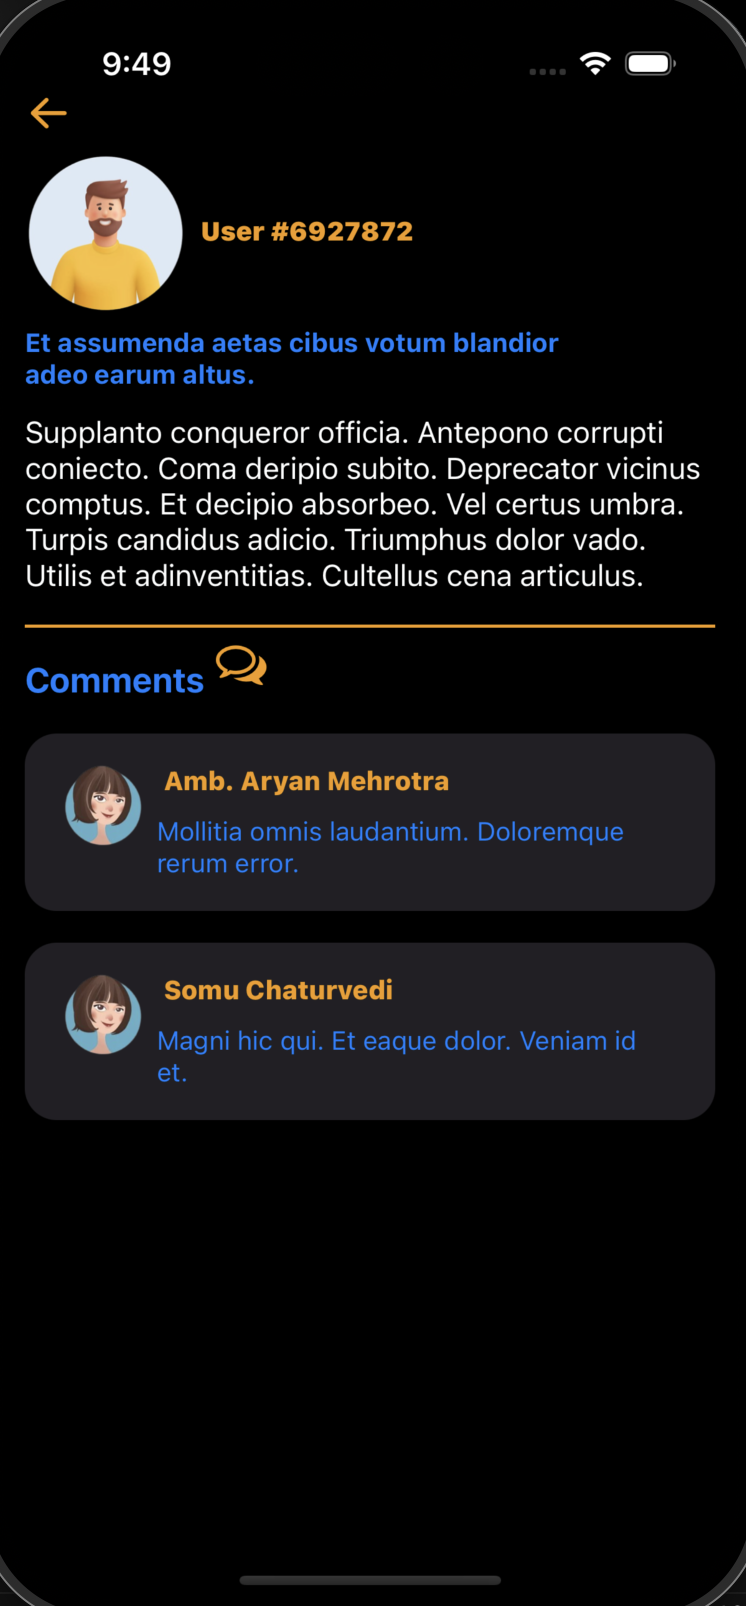 9:49
User #6927872
Et assumenda aetas cibus votum blandior
adeo earum altus.
Supplanto conqueror officia. Antepono corrupti
coniecto. Coma deripio subito. Deprecator vicinus
comptus. Et decipio absorbeo. Vel certus umbra.
Turpis candidus adicio. Triumphus dolor vado.
Utilis et adinventitias. Cultellus cena articulus.
Comments
Amb. Aryan Mehrotra
Mollitia omnis laudantium. Doloremque
rerum error.
Somu Chaturvedi
Magni hic qui. Et eaque dolor. Veniam id
et.